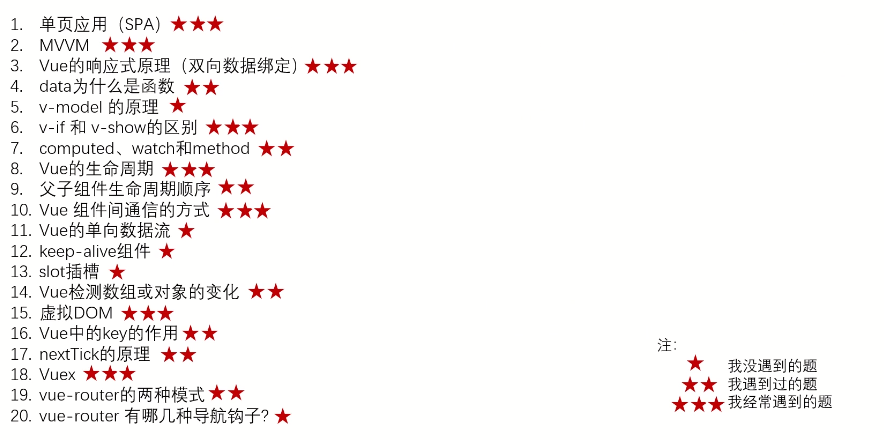 1. 单页应用（SPA）★★★
2. MVVM ★★★
3. Vue的响应式原理（双向数据绑定）★★★
4. data为什么是函数 ★★
5. v-model 的原理 ★
6. v-if 和 v-show的区别 ★★★
7. computed、watch和method ★★
8. Vue的生命周期 ★★★
9. 父子组件生命周期顺序 ★★
10. Vue 组件间通信的方式 ★★★
11. Vue的单向数据流 ★
12. keep-alive组件 ★
13. slot插槽 ★
14. Vue检测数组或对象的变化 ★★
15. 虚拟DOM ★★★
16. Vue中的key的作用 ★★
17. nextTick的原理 ★★
18. Vuex ★★★
19. vue-router的两种模式 ★★
20. vue-router 有哪几种导航钩子? ★
注：
★ 我没遇到的题
★★ 我遇到过的题
★★★ 我经常遇到的题